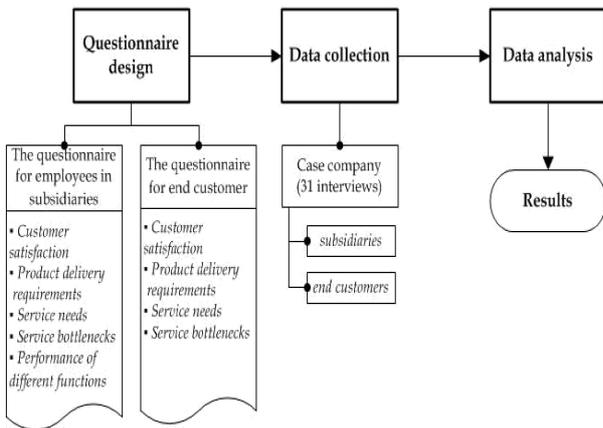 Questionnaire
design
Data collection
Data analysis
The questionnaire
for employees in
subsidiaries
▪ Customer
satisfaction
▪ Product delivery
requirements
▪ Service needs
▪ Service bottlenecks
▪ Performance of
different functions
The questionnaire
for end customer
▪ Customer
satisfaction
▪ Product delivery
requirements
▪ Service needs
▪ Service bottlenecks
Case company
(31 interviews)
subsidiaries
end customers
Results